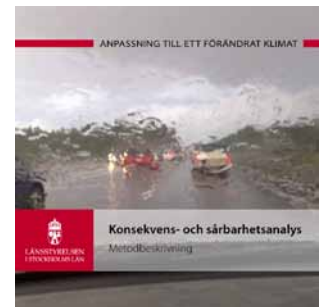 ANPASSNING TILL ETT FÖRÄNDRAT KLIMAT
Konsekvens- och sårbarhetsanalys
Metodbeskrivning
LÄNSSTYRELSEN
I STOCKHOLMS LÄN